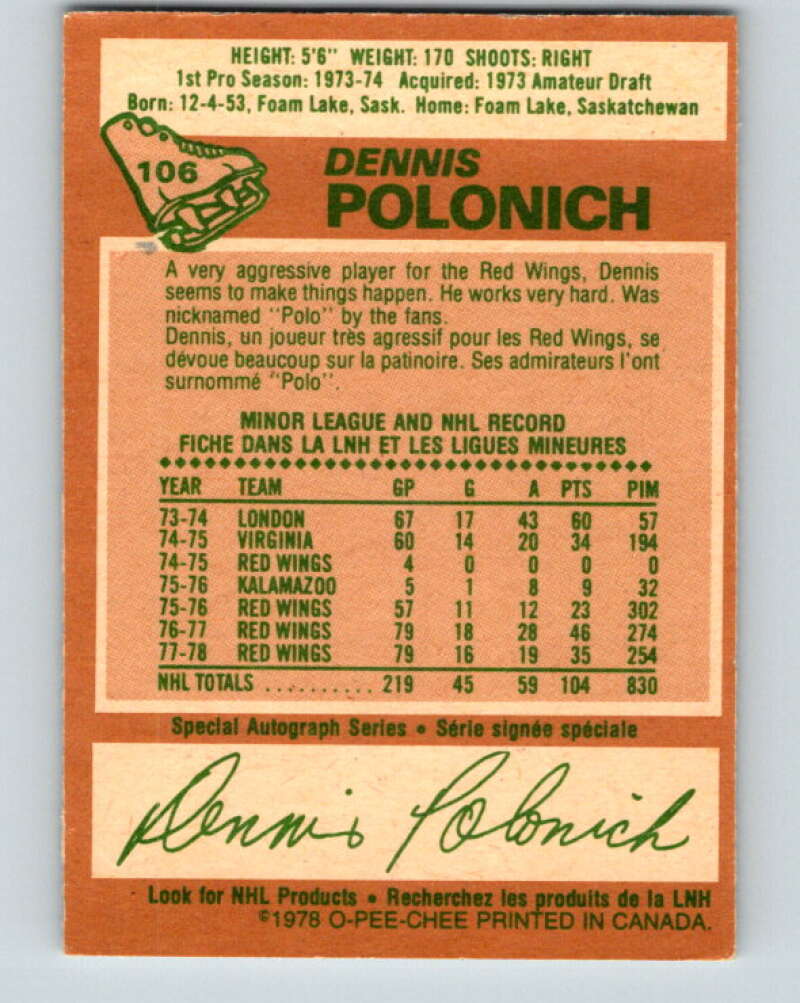 HEIGHT: 5'6" WEIGHT: 170 SHOOTS: RIGHT
1st Pro Season: 1973-74 Acquired: 1973 Amateur Draft
Born: 12-4-53, Foam Lake, Sask. Home: Foam Lake, Saskatchewan
106
DENNIS
POLONICH
A very aggressive player for the Red Wings, Dennis
seems to make things happen. He works very hard. Was
nicknamed "Polo" by the fans.
Dennis, un joueur très agressif pour les Red Wings, se
dévoue beaucoup sur la patinoire. Ses admirateurs l'ont
surnommé "Polo".
MINOR LEAGUE AND NHL RECORD
FICHE DANS LA LNH ET LES LIGUES MINEURES
YEAR TEAM GP G A PTS PIM
73-74 LONDON 67 17 43 60 57
74-75 VIRGINIA 60 14 20 34 194
74-75 RED WINGS 4 0 0 0 0
75-76 KALAMAZOO 5 1 8 9 32
75-76 RED WINGS 57 11 12 23 302
76-77 RED WINGS 79 18 28 46 274
77-78 RED WINGS 79 16 19 35 254
NHL TOTALS .......... 219 45 59 104 830
Special Autograph Series • Série signée spéciale
Dennis Polonich
Look for NHL Products • Recherchez les produits de la LNH
©1978 O-PEE-CHEE PRINTED IN CANADA.